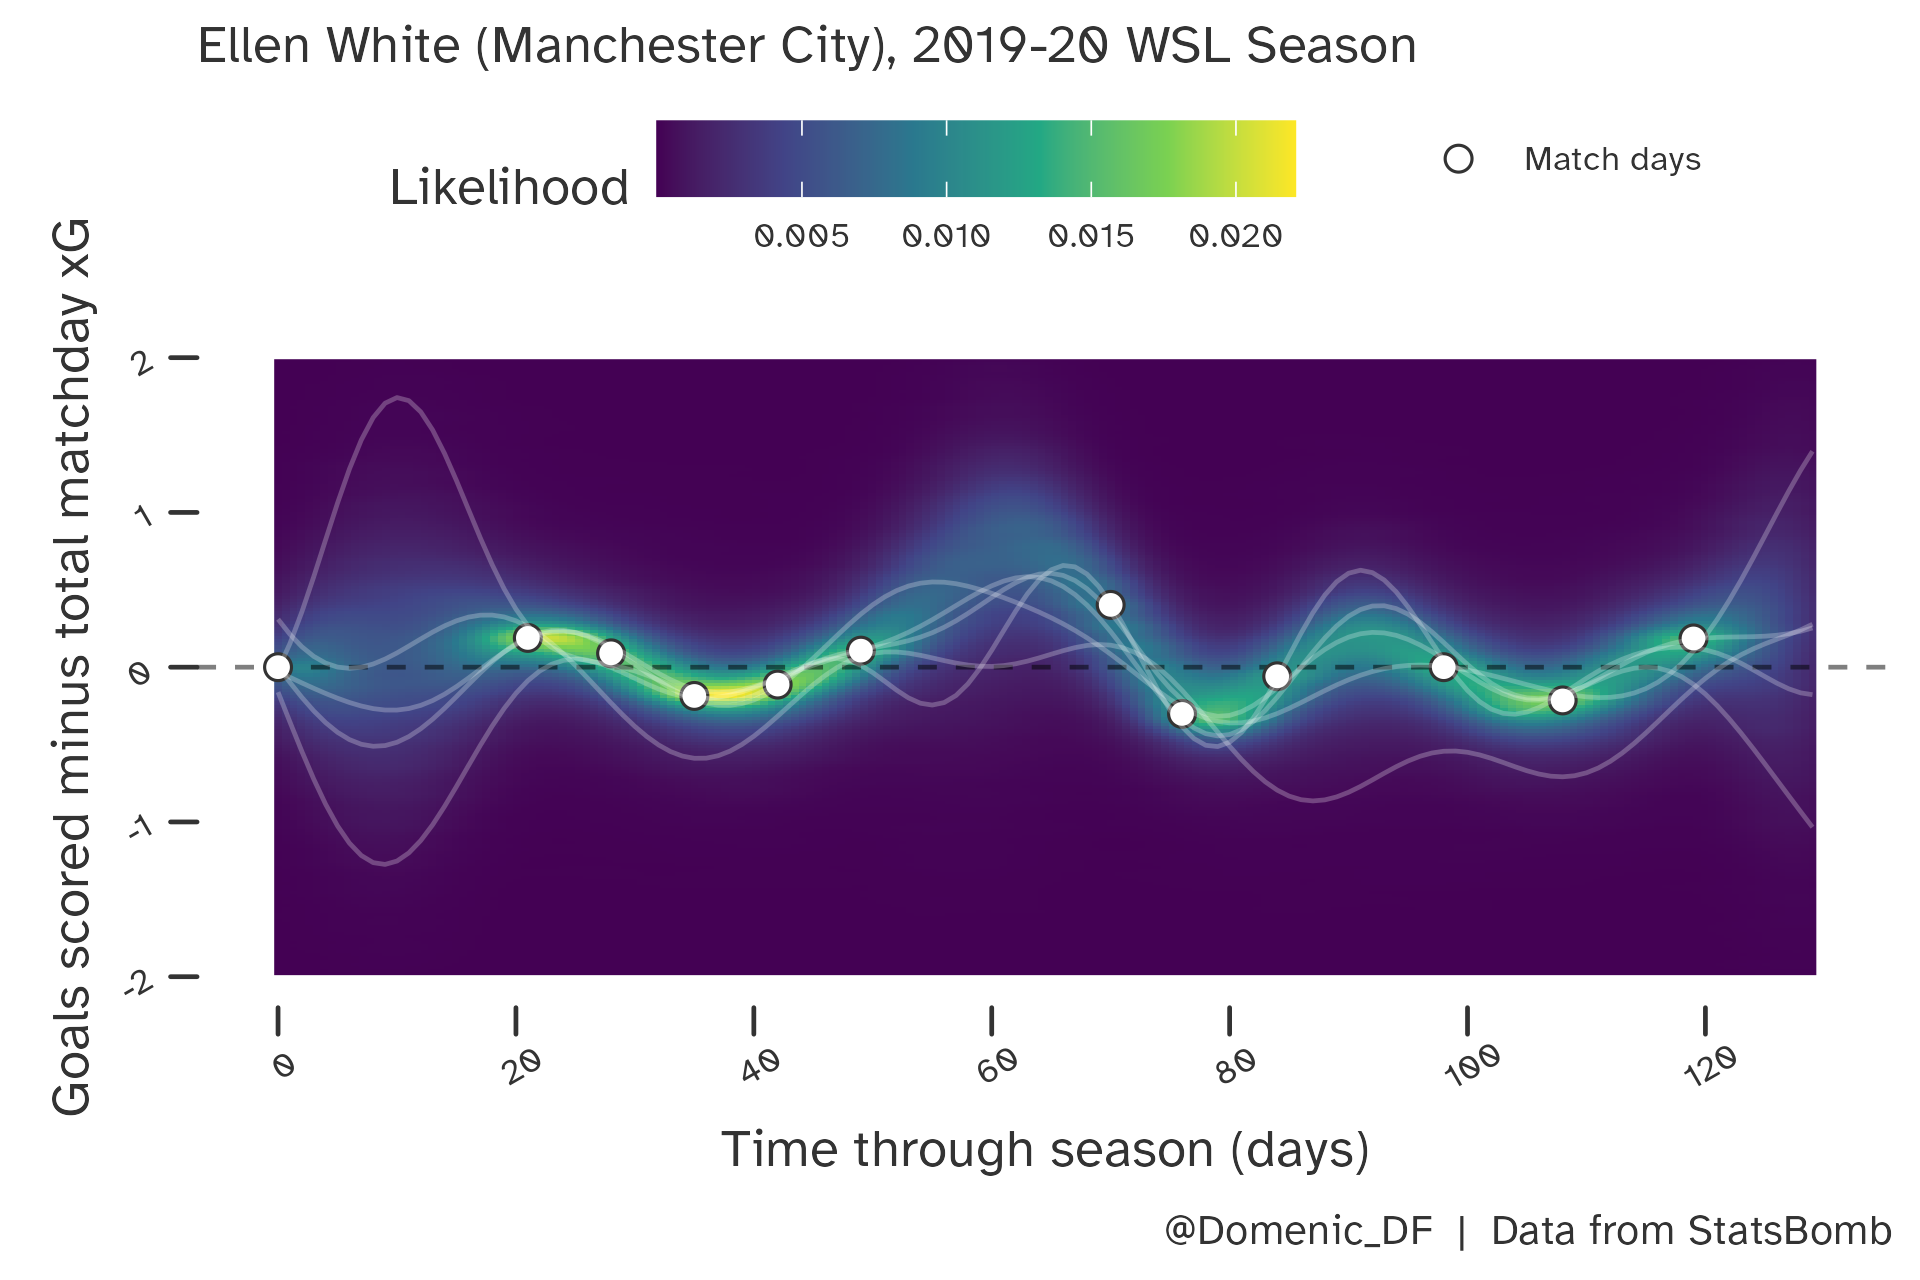 Ellen White (Manchester City), 2019-20 WSL Season
Likelihood
0.005 0.010 0.015 0.020
Match days
Goals scored minus total matchday xG
2
1
0
-1
-2
0 20 40 60 80 100 120
Time through season (days)
@Domenic_DF | Data from StatsBomb